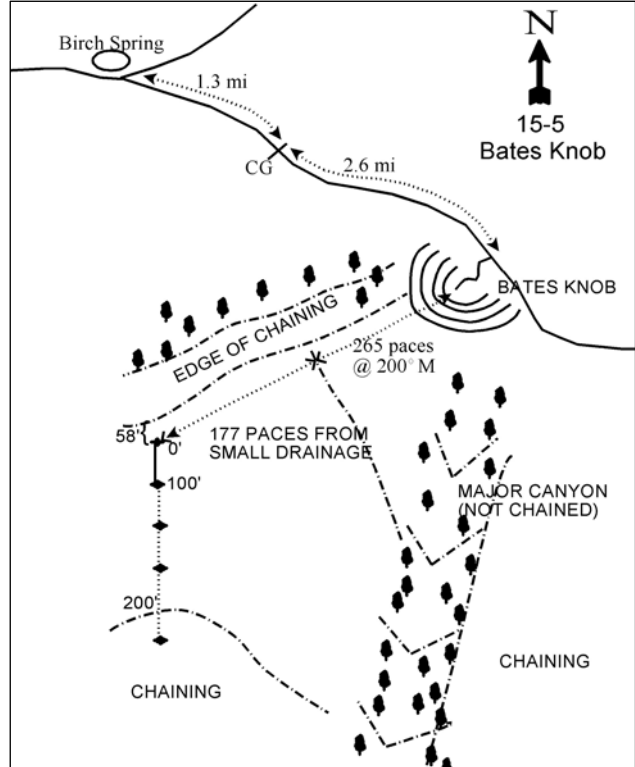 Birch Spring
N
1.3 mi
15-5
Bates Knob
CG
2.6 mi
BATES KNOB
EDGE OF CHAINING
265 paces
@ 200° M
58'
0'
177 PACES FROM
SMALL DRAINAGE
100'
MAJOR CANYON
(NOT CHAINED)
200'
CHAINING
CHAINING